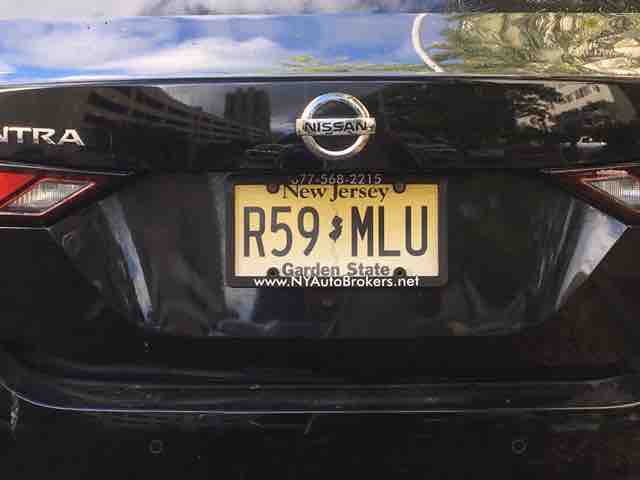 NTRA
NISSAN
877-568-2215
New Jersey
R59 MLU
Garden State
www.NYAutoBrokers.net